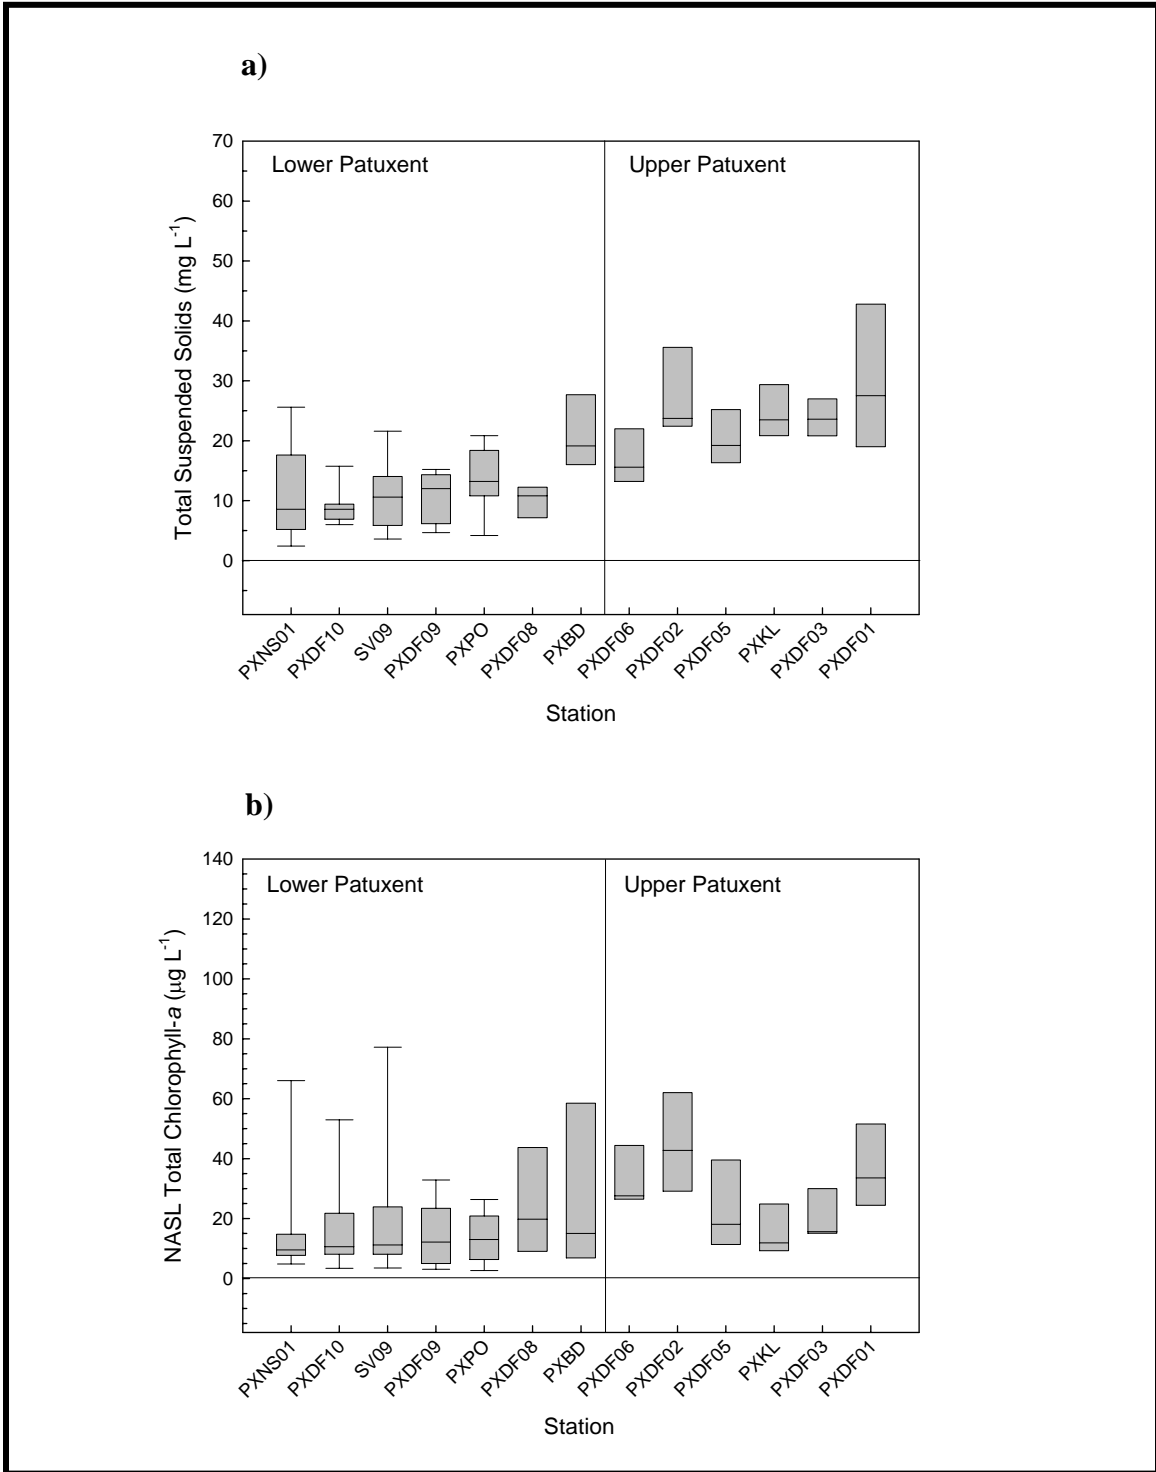 a)
70
60
50
40
30
20
10
0
Total Suspended Solids (mg L-1)
Lower Patuxent
Upper Patuxent
PXNS01
PXDF10
SV09
PXDF09
PXPO
PXDF08
PXBD
PXDF06
PXDF02
PXDF05
PXKL
PXDF03
PXDF01
Station
b)
140
120
100
80
60
40
20
0
NASL Total Chlorophyll-a (μg L-1)
Lower Patuxent
Upper Patuxent
PXNS01
PXDF10
SV09
PXDF09
PXPO
PXDF08
PXBD
PXDF06
PXDF02
PXDF05
PXKL
PXDF03
PXDF01
Station